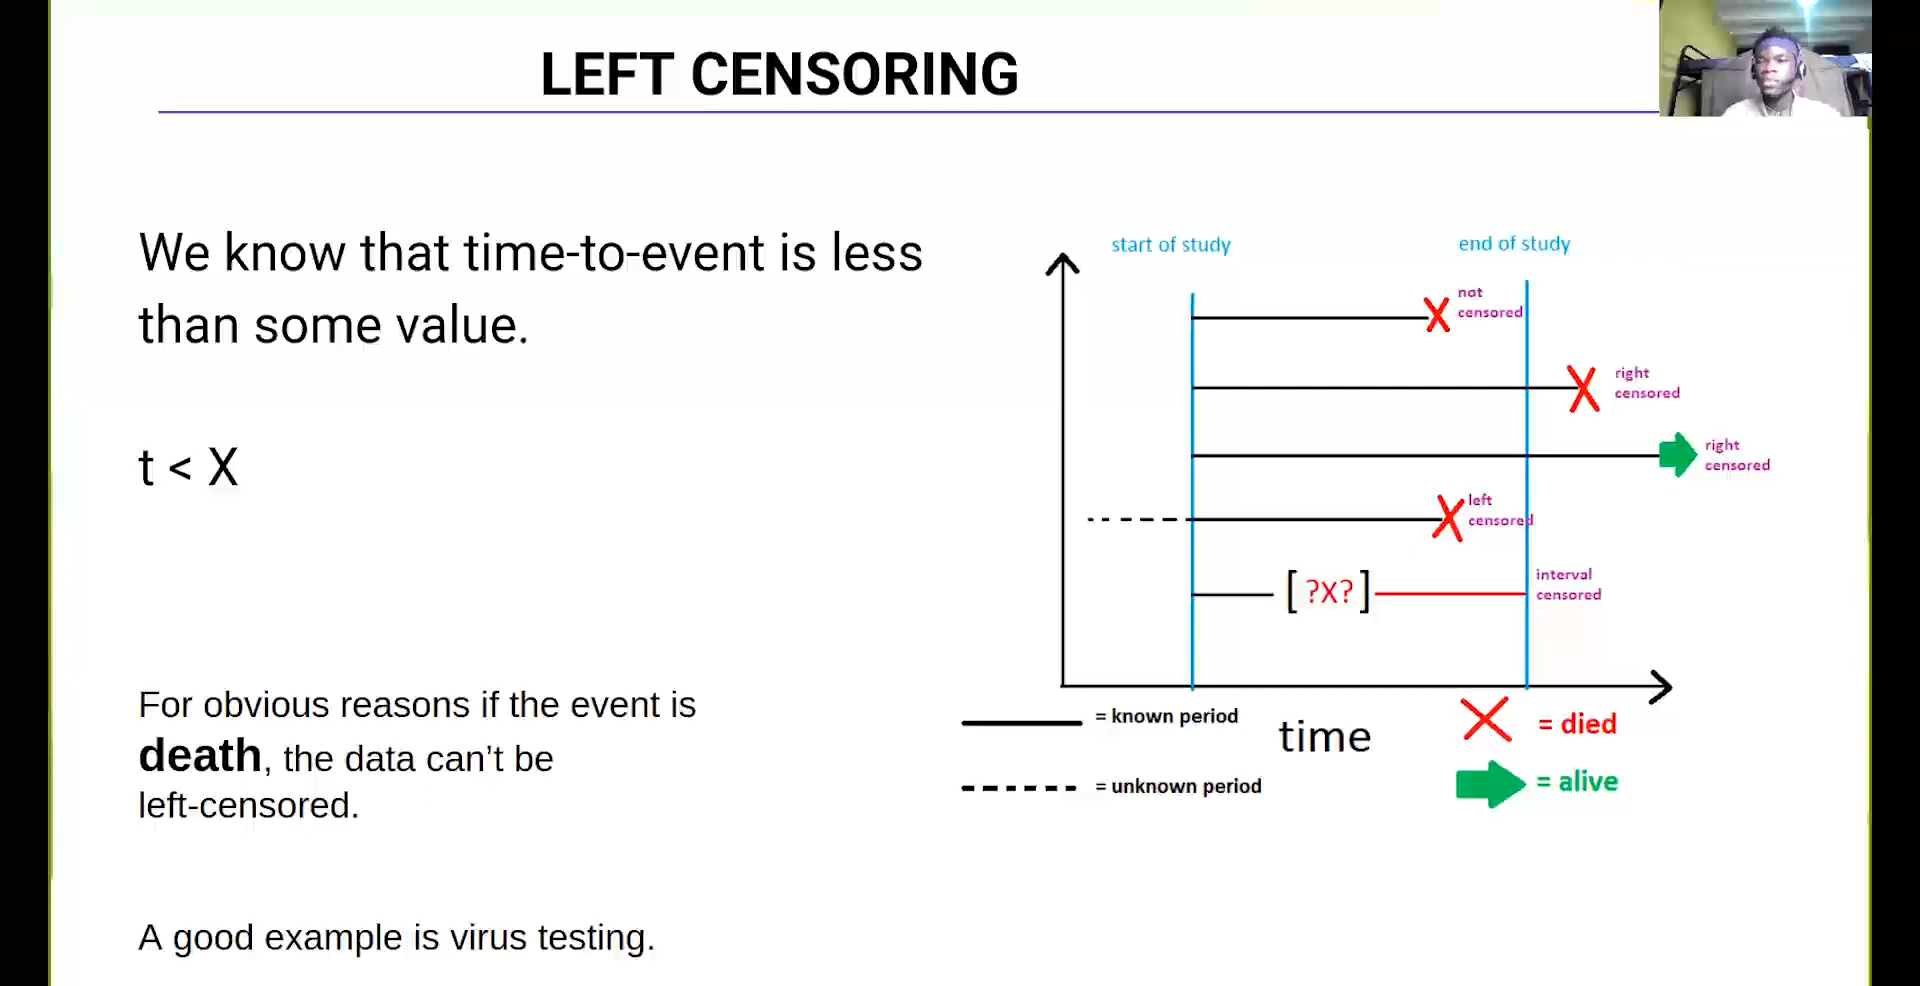 LEFT CENSORING
We know that time-to-event is less
than some value.
t < X
For obvious reasons if the event is
death, the data can’t be
left-censored.
A good example is virus testing.
start of study
end of study
not
censored
right
censored
right
censored
left
censored
[ ?X? ]
interval
censored
= known period
time
= died
= unknown period
= alive